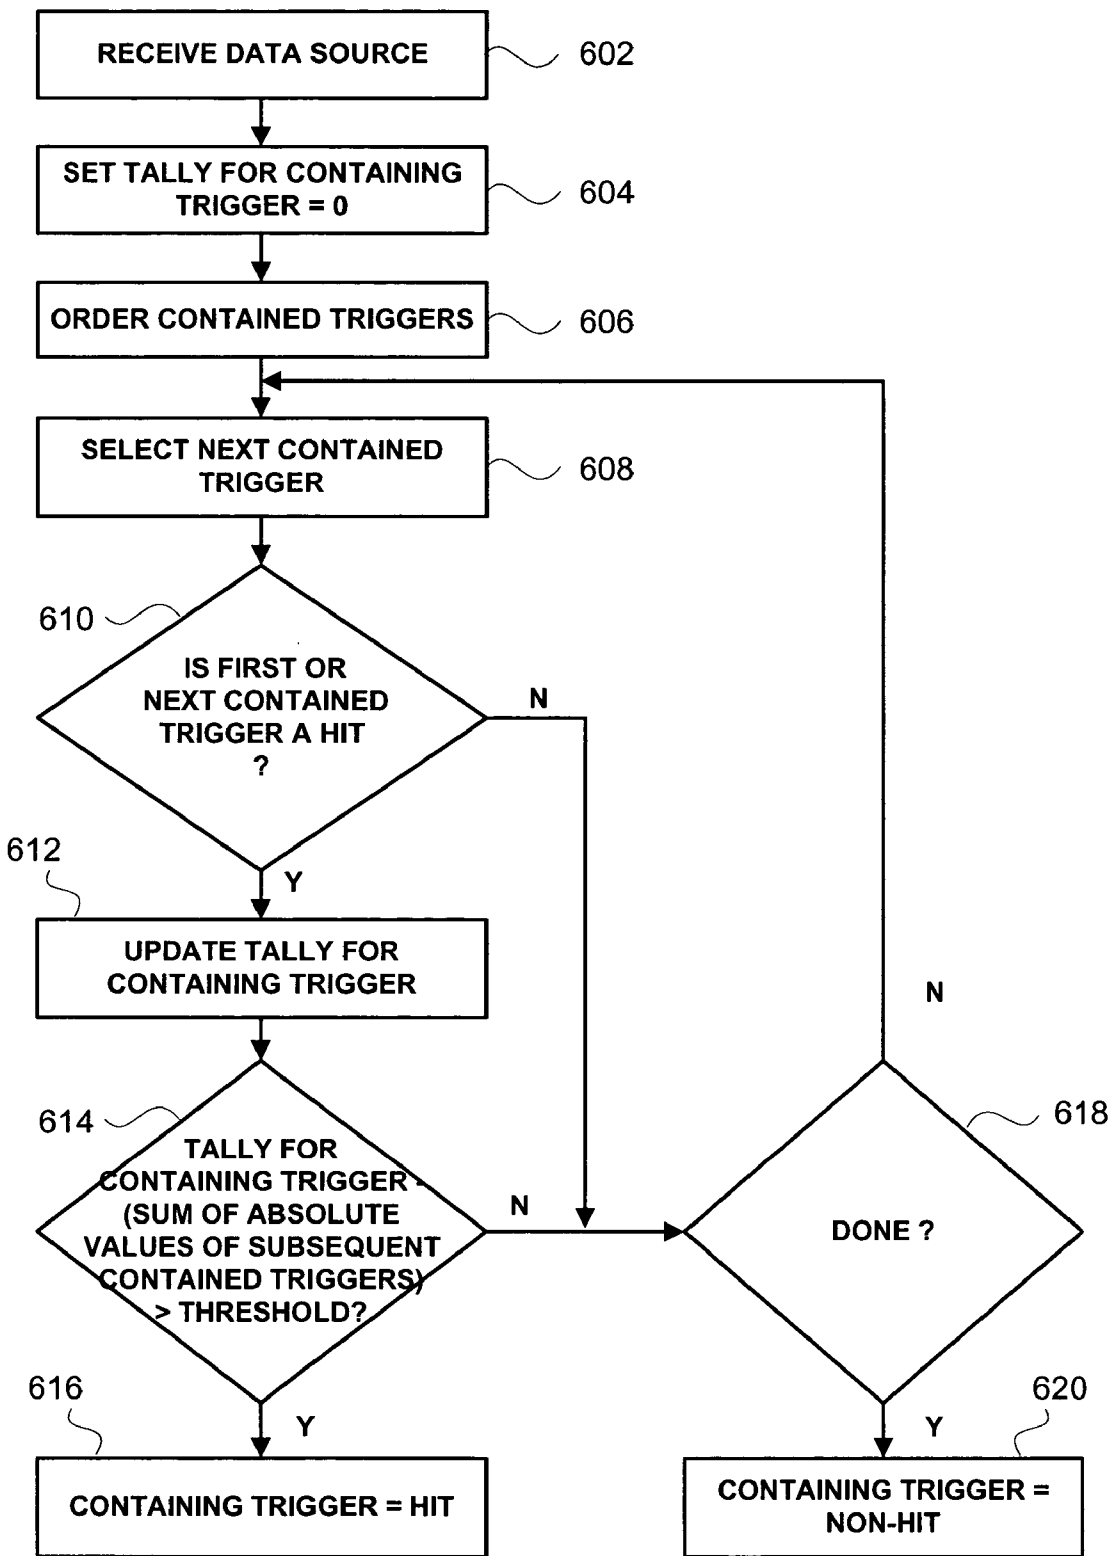 RECEIVE DATA SOURCE
602
SET TALLY FOR CONTAINING
TRIGGER = 0
604
ORDER CONTAINED TRIGGERS
606
SELECT NEXT CONTAINED
TRIGGER
608
610
IS FIRST OR
NEXT CONTAINED
TRIGGER A HIT
?
N
Y
612
UPDATE TALLY FOR
CONTAINING TRIGGER
N
614
TALLY FOR
CONTAINING TRIGGER -
(SUM OF ABSOLUTE
VALUES OF SUBSEQUENT
CONTAINED TRIGGERS)
> THRESHOLD?
N
618
DONE ?
616
Y
CONTAINING TRIGGER = HIT
620
Y
CONTAINING TRIGGER =
NON-HIT